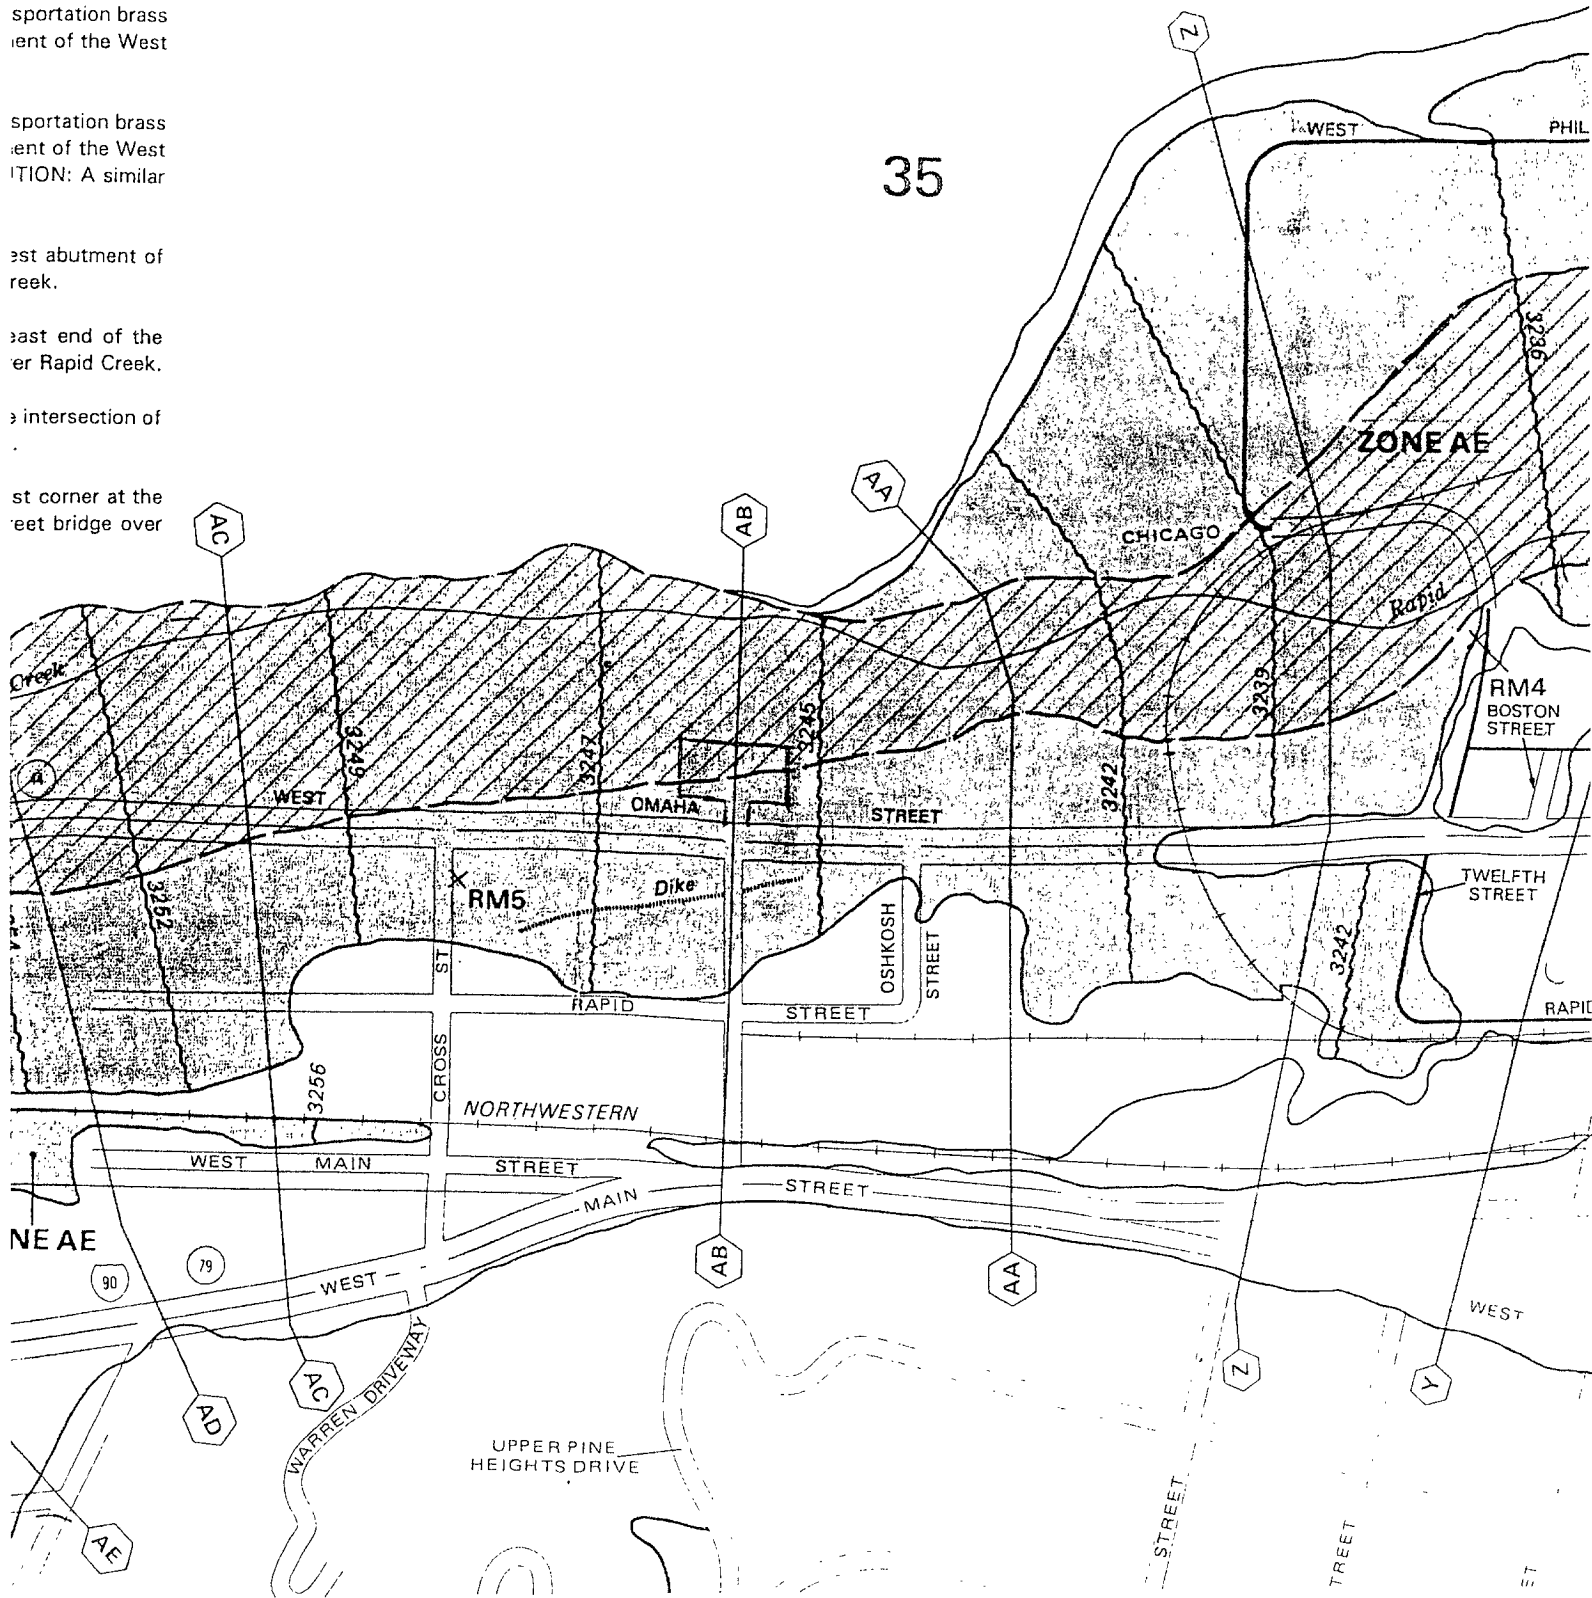 sportation brass
ent of the West
sportation brass
ent of the West
TION: A similar
est abutment of
reek.
east end of the
er Rapid Creek.
intersection of
.
st corner at the
reet bridge over
35
Z
WEST
PHIL
3236
ZONE AE
AA
AB
AC
CHICAGO
Rapid
Creek
RM4
BOSTON
STREET
3239
3245
3247
3249
3242
WEST
OMAHA
STREET
TWELFTH
STREET
RM5
Dike
3252
OSHKOSH
STREET
3242
ST
CROSS
RAPID
STREET
RAPID
3256
NORTHWESTERN
WEST
MAIN
STREET
MAIN
STREET
WEST
NE AE
90
79
AB
AA
Z
Y
WEST
AC
AD
AE
WARREN DRIVEWAY
UPPER PINE
HEIGHTS DRIVE
STREET
TREET
ET